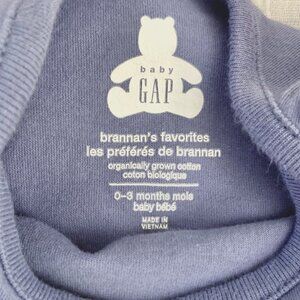 baby
GAP
brannan's favorites
les préférés de brannan
organically grown cotton
coton biologique
0–3 months mois
baby bébé
MADE IN
VIETNAM